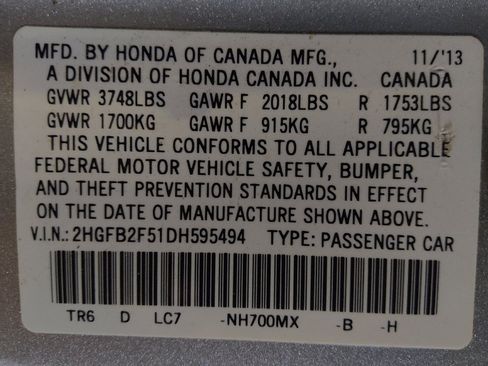 MFD. BY HONDA OF CANADA MFG., 11/'13
A DIVISION OF HONDA CANADA INC. CANADA
GVWR 3748LBS GAWR F 2018LBS R 1753LBS
GVWR 1700KG GAWR F 915KG R 795KG
THIS VEHICLE CONFORMS TO ALL APPLICABLE
FEDERAL MOTOR VEHICLE SAFETY, BUMPER,
AND THEFT PREVENTION STANDARDS IN EFFECT
ON THE DATE OF MANUFACTURE SHOWN ABOVE.
V.I.N.: 2HGFB2F51DH595494 TYPE: PASSENGER CAR
TR6 D LC7 -NH700MX -B -H